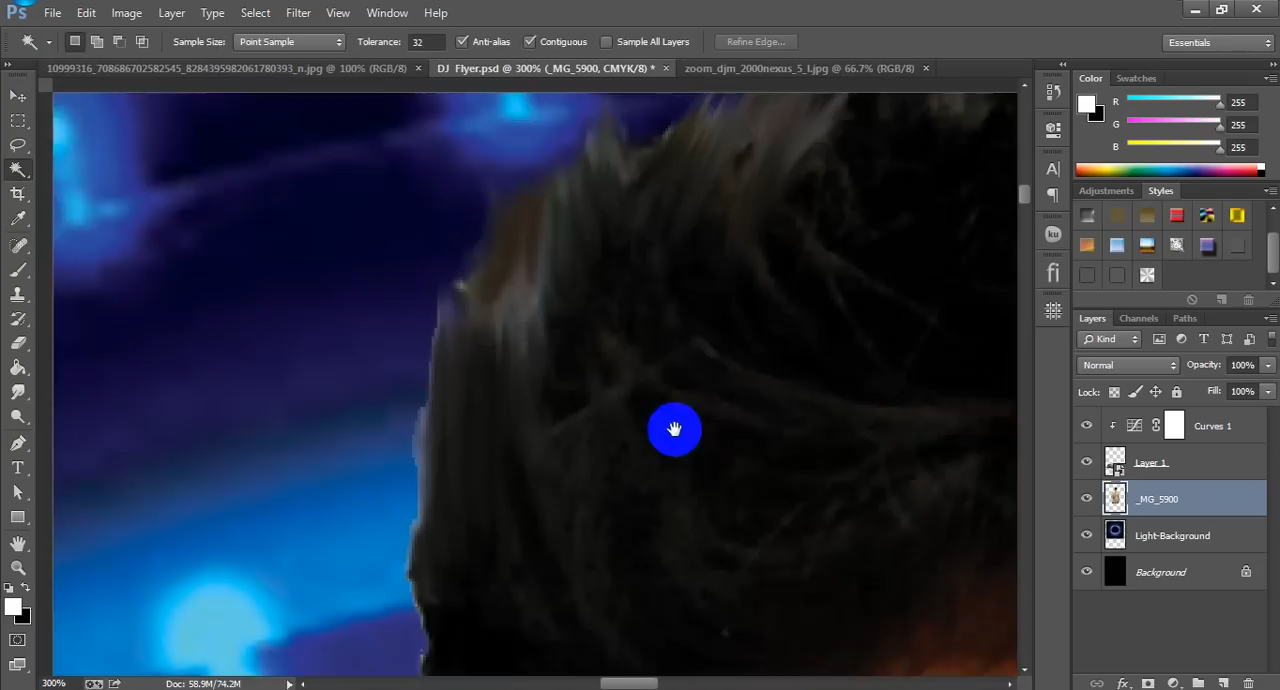 Ps File Edit Image Layer Type Select Filter View Window Help
Sample Size: Point Sample Tolerance: 32 Anti-alias Contiguous Sample All Layers Refine Edge... Essentials
10999316_708686702582545_8284395982061780393_n.jpg @ 100% (RGB/8) × DJ Flyer.psd @ 300% (_MG_5900, CMYK/8) * × zoom_djm_2000nexus_5_l.jpg @ 66.7% (RGB/8) ×
Color Swatches
R 255
G 255
B 255
Adjustments Styles
ku
fi
Layers Channels Paths
Kind
Normal Opacity: 100%
Lock: Fill: 100%
Curves 1
Layer 1
_MG_5900
Light-Background
Background
300% Doc: 58.9M/74.2M
fx